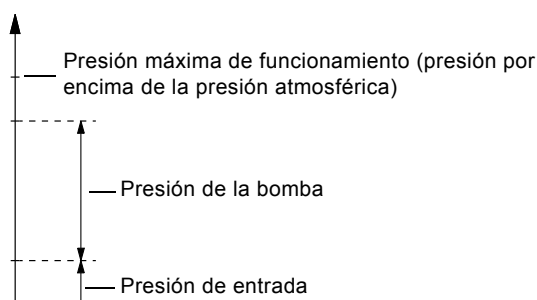 Presión máxima de funcionamiento (presión por
encima de la presión atmosférica)
Presión de la bomba
Presión de entrada